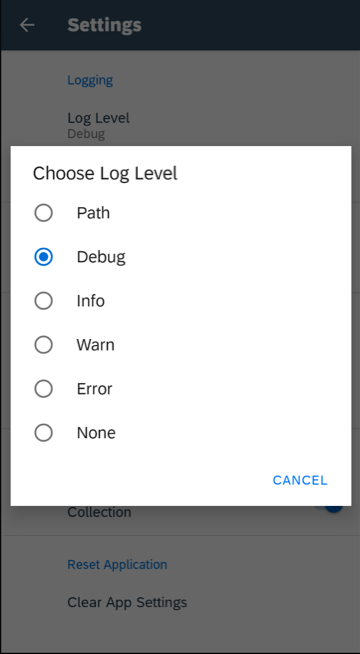 Settings
Logging
Log Level
Debug
Choose Log Level
Path
Debug
Info
Warn
Error
None
CANCEL
Collection
Reset Application
Clear App Settings